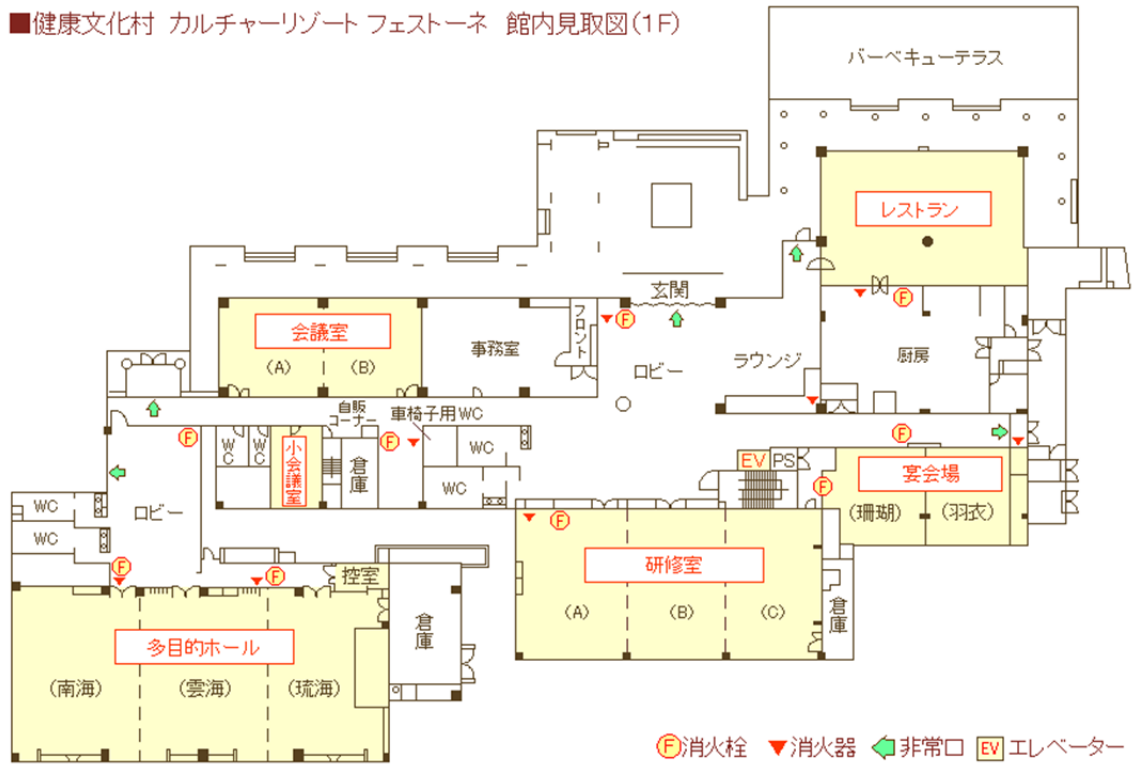 ■健康文化村 カルチャーリゾート フェストーネ 館内見取図(1F)
バーベキューテラス
レストラン
玄関
F
F
会議室
(A)
(B)
事務室
フロント
ロビー
ラウンジ
厨房
自販
コーナー
車椅子用WC
F
WC
WC
小会議室
倉庫
F
WC
WC
F
EV
PS
宴会場
F
(珊瑚)
(羽衣)
WC
WC
ロビー
F
研修室
(A)
(B)
(C)
倉庫
F
F
控室
倉庫
多目的ホール
(南海)
(雲海)
(琉海)
F消火栓 消火器 非常口 EVエレベーター